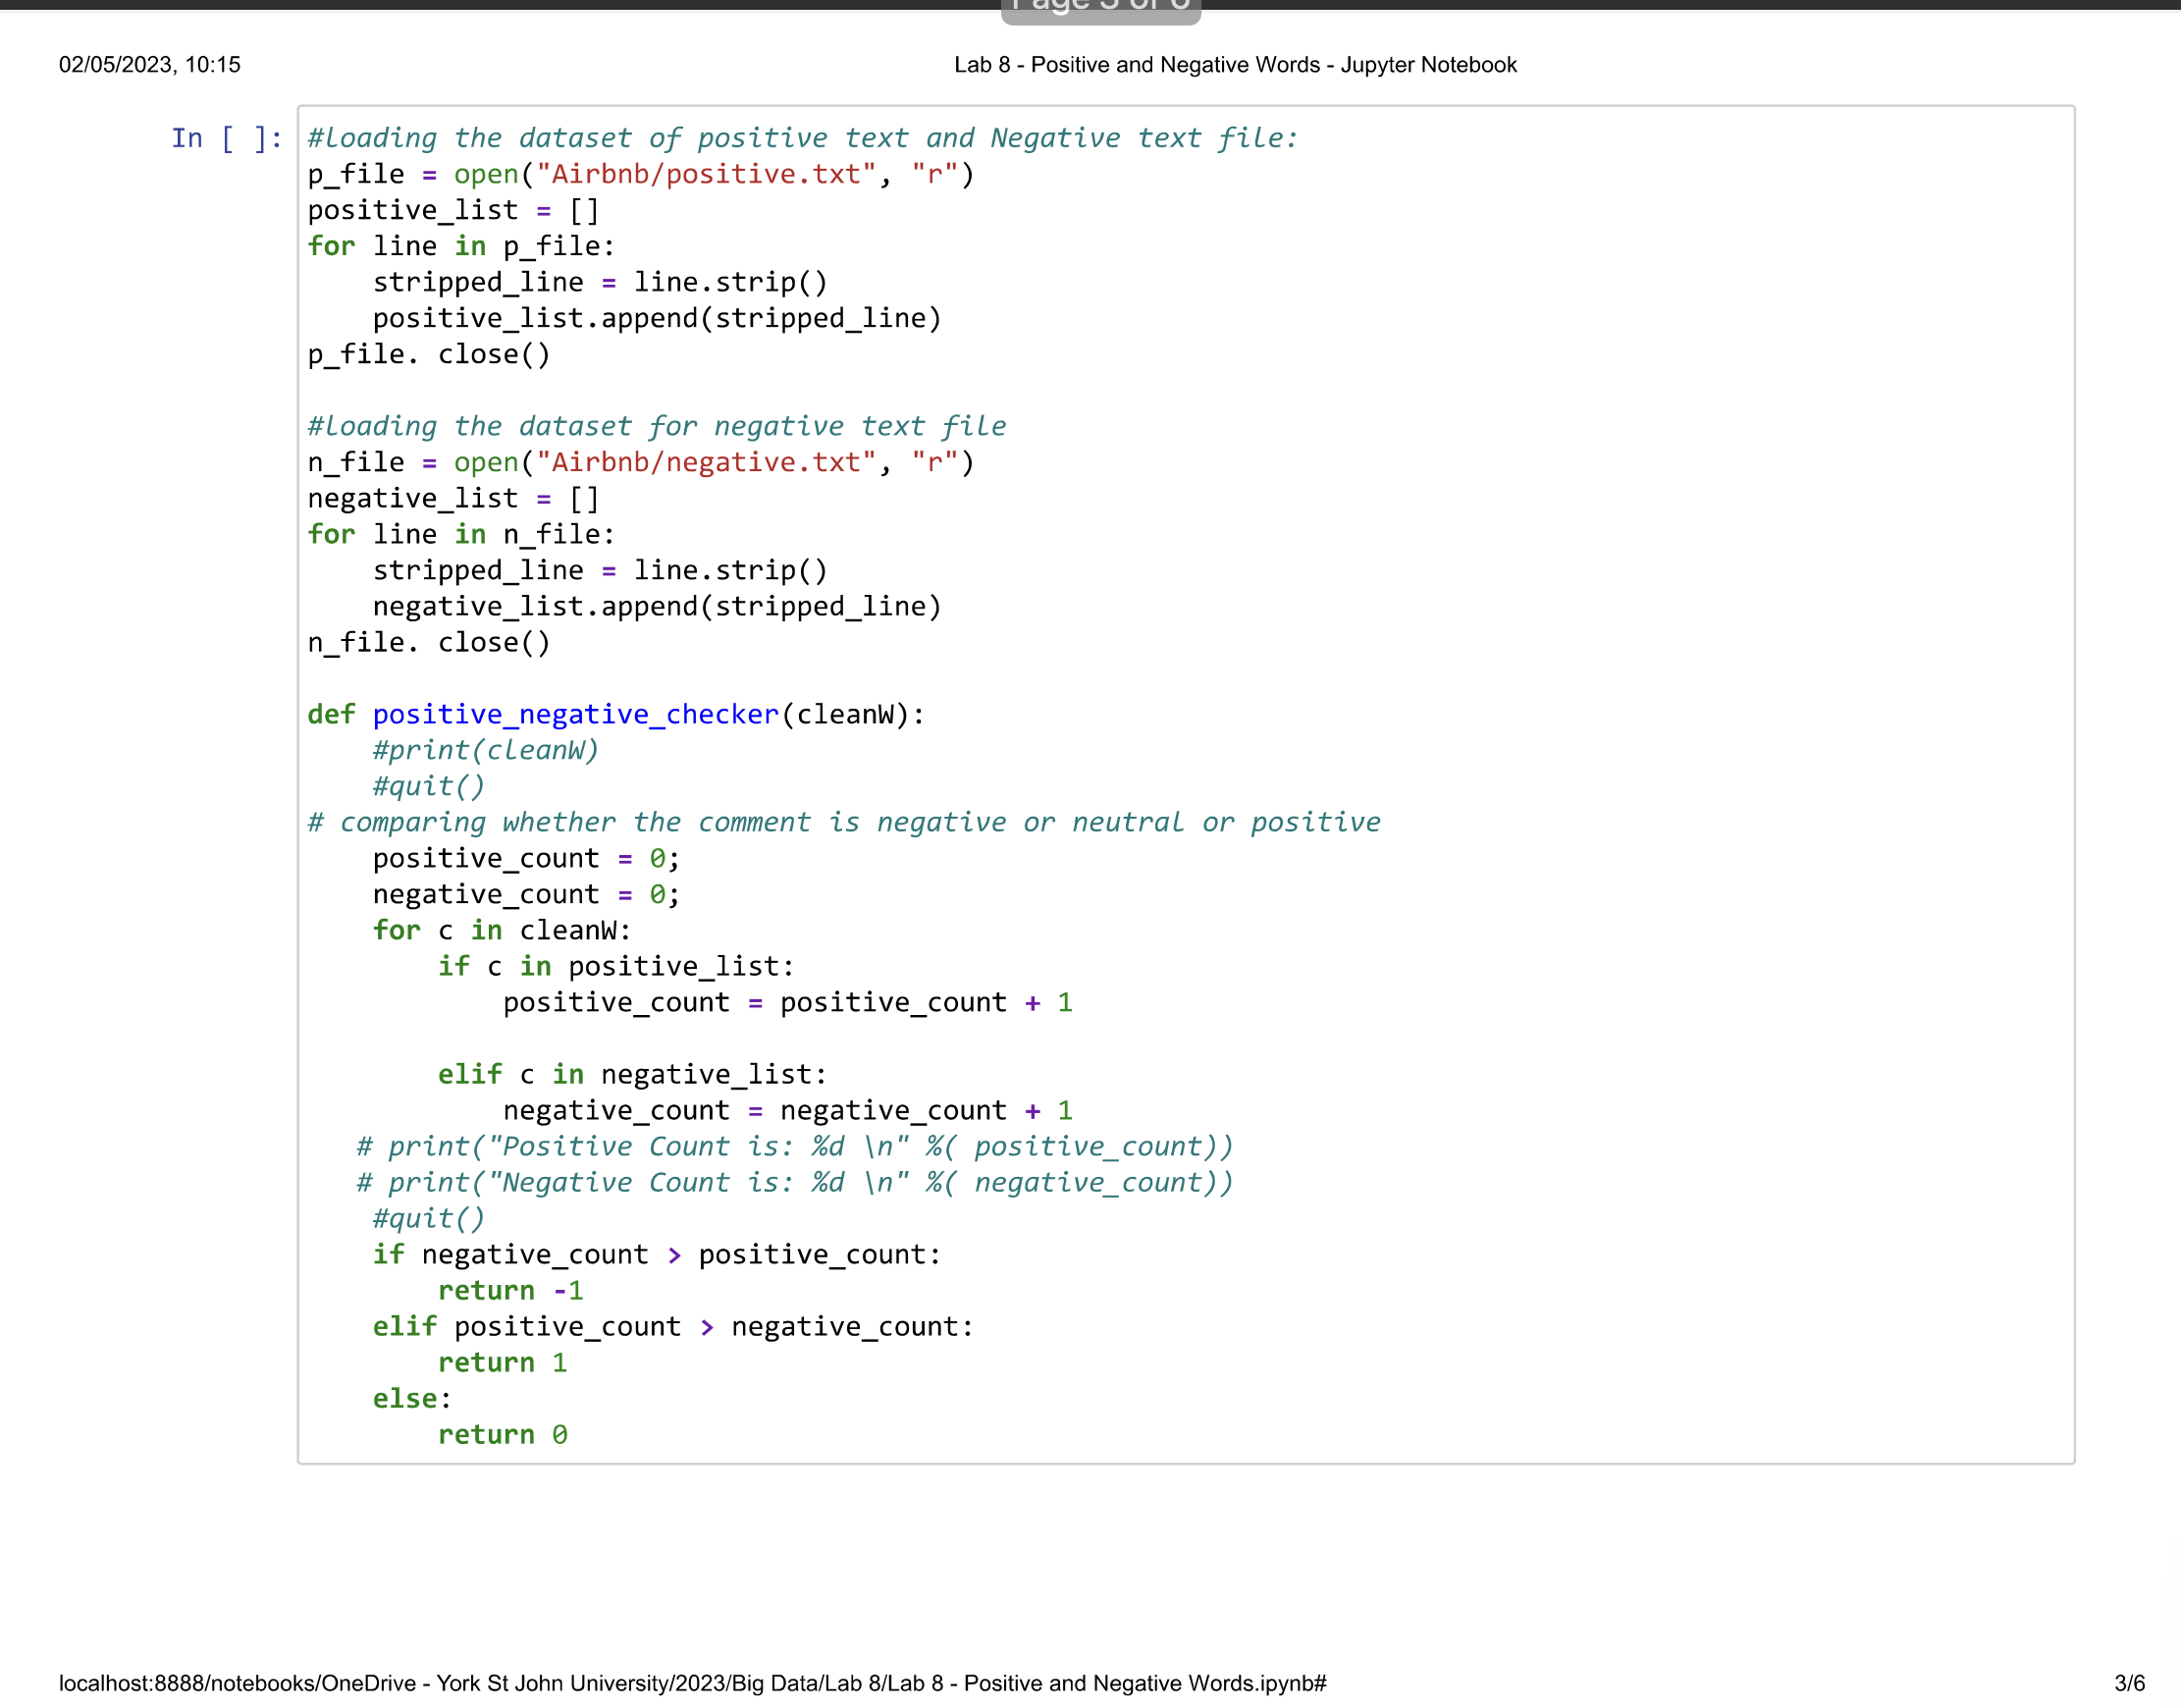 Page 3 of 6
02/05/2023, 10:15 Lab 8 - Positive and Negative Words - Jupyter Notebook
In [ ]: #loading the dataset of positive text and Negative text file:
p_file = open("Airbnb/positive.txt", "r")
positive_list = []
for line in p_file:
    stripped_line = line.strip()
    positive_list.append(stripped_line)
p_file. close()

#loading the dataset for negative text file
n_file = open("Airbnb/negative.txt", "r")
negative_list = []
for line in n_file:
    stripped_line = line.strip()
    negative_list.append(stripped_line)
n_file. close()

def positive_negative_checker(cleanW):
    #print(cleanW)
    #quit()
# comparing whether the comment is negative or neutral or positive
    positive_count = 0;
    negative_count = 0;
    for c in cleanW:
        if c in positive_list:
            positive_count = positive_count + 1

        elif c in negative_list:
            negative_count = negative_count + 1
   # print("Positive Count is: %d \n" %( positive_count))
   # print("Negative Count is: %d \n" %( negative_count))
    #quit()
    if negative_count > positive_count:
        return -1
    elif positive_count > negative_count:
        return 1
    else:
        return 0
localhost:8888/notebooks/OneDrive - York St John University/2023/Big Data/Lab 8/Lab 8 - Positive and Negative Words.ipynb# 3/6